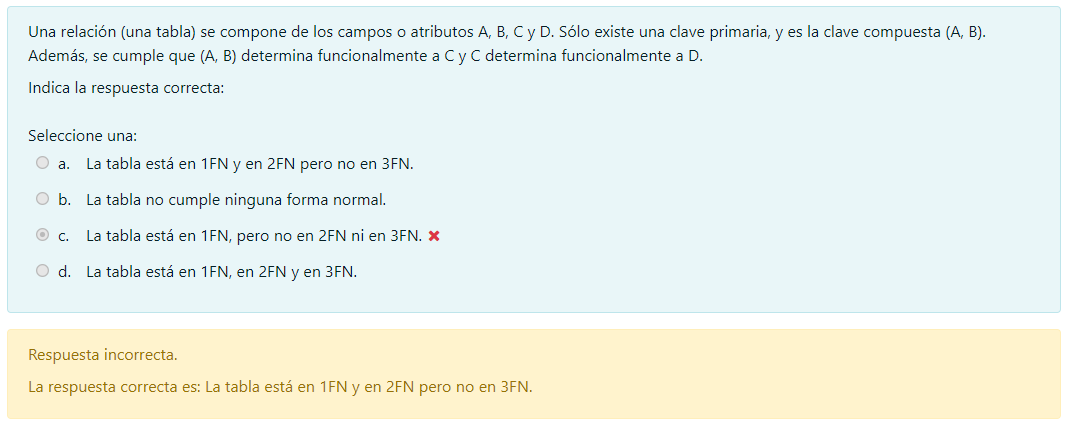 Una relación (una tabla) se compone de los campos o atributos A, B, C y D. Sólo existe una clave primaria, y es la clave compuesta (A, B).
Además, se cumple que (A, B) determina funcionalmente a C y C determina funcionalmente a D.
Indica la respuesta correcta:
Seleccione una:
a. La tabla está en 1FN y en 2FN pero no en 3FN.
b. La tabla no cumple ninguna forma normal.
c. La tabla está en 1FN, pero no en 2FN ni en 3FN.
d. La tabla está en 1FN, en 2FN y en 3FN.
Respuesta incorrecta.
La respuesta correcta es: La tabla está en 1FN y en 2FN pero no en 3FN.